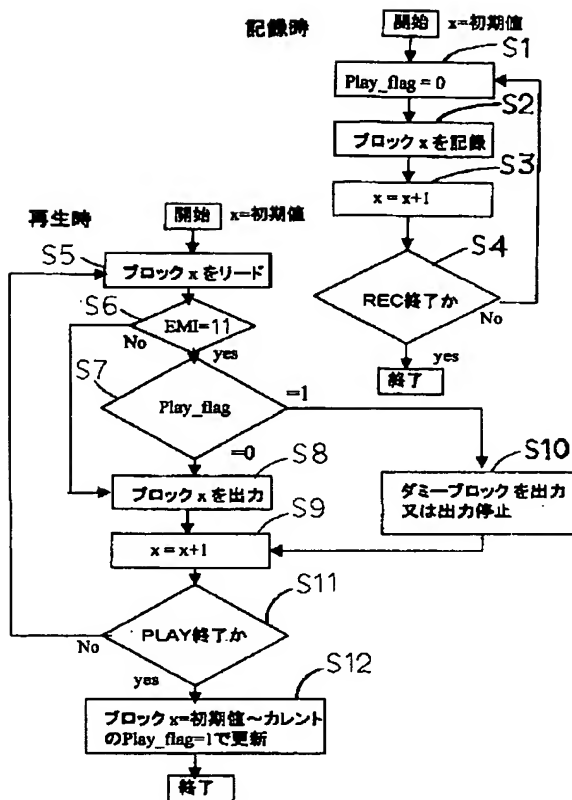 記録時
開始
x=初期値
S1
Play_flag = 0
S2
ブロック x を記録
S3
x = x+1
S4
REC終了か
No
yes
終了
再生時
開始
x=初期値
S5
ブロック x をリード
S6
EMI=11
No
yes
S7
Play_flag
=1
=0
S8
ブロック x を出力
S10
ダミーブロックを出力
又は出力停止
S9
x = x+1
S11
PLAY終了か
No
yes
S12
ブロック x=初期値～カレント
のPlay_flag=1で更新
終了